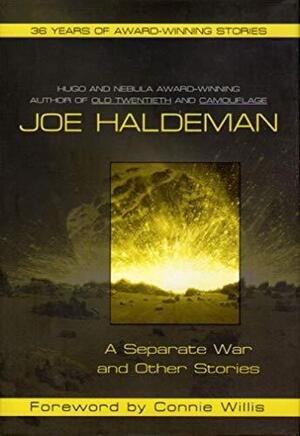 36 YEARS OF AWARD-WINNING STORIES
HUGO AND NEBULA AWARD-WINNING
AUTHOR OF OLD TWENTIETH AND CAMOUFLAGE
JOE HALDEMAN
A Separate War
and Other Stories
Foreword by Connie Willis